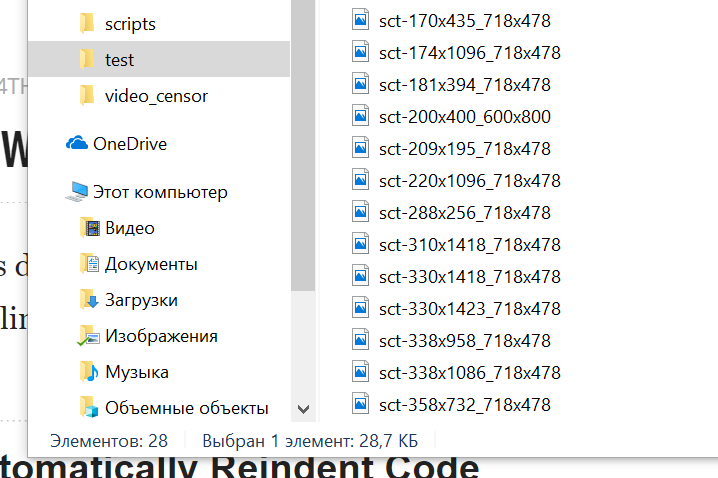 scripts
test
video_censor
OneDrive
Этот компьютер
Видео
Документы
Загрузки
Изображения
Музыка
Объемные объекты
sct-170x435_718x478
sct-174x1096_718x478
sct-181x394_718x478
sct-200x400_600x800
sct-209x195_718x478
sct-220x1096_718x478
sct-288x256_718x478
sct-310x1418_718x478
sct-330x1418_718x478
sct-330x1423_718x478
sct-338x958_718x478
sct-338x1086_718x478
sct-358x732_718x478
Элементов: 28 Выбран 1 элемент: 28,7 КБ
4TH
W
s d
lin
tomatically Reindent Code